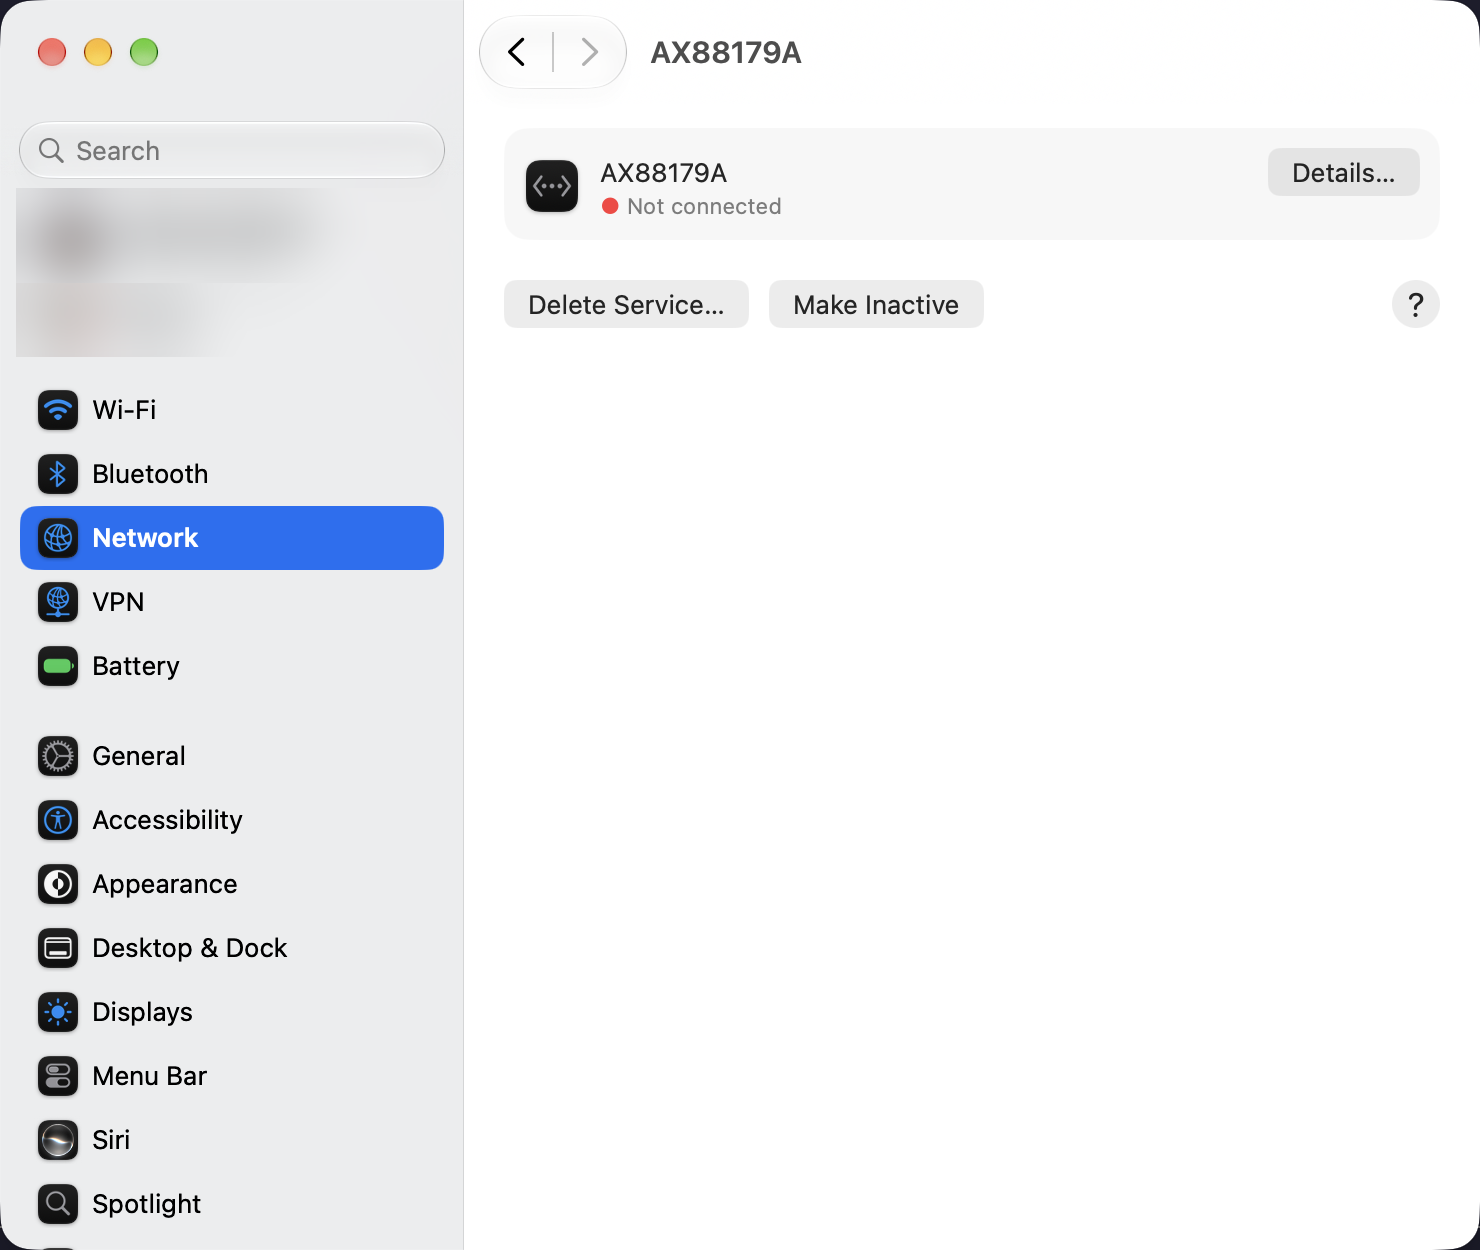 AX88179A
Search
AX88179A
Details...
Not connected
Delete Service...
Make Inactive
?
Wi-Fi
Bluetooth
Network
VPN
Battery
General
Accessibility
Appearance
Desktop & Dock
Displays
Menu Bar
Siri
Spotlight